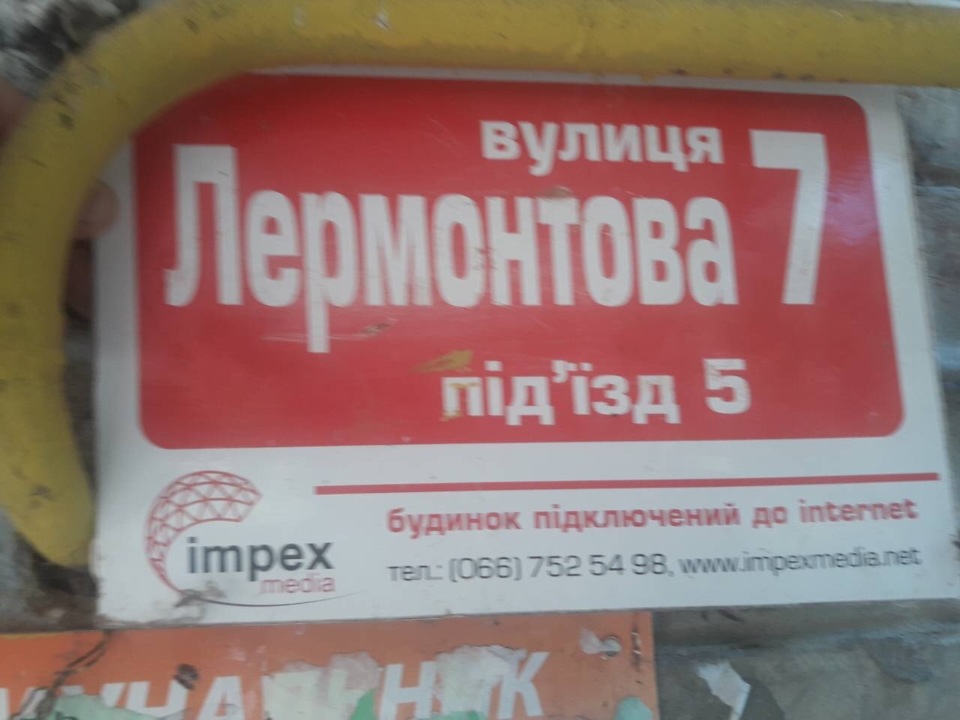 вулиця
Лермонтова 7
під'їзд 5
impex
media
будинок підключений до internet
тел.: (066) 752 54 98, www.impexmedia.net